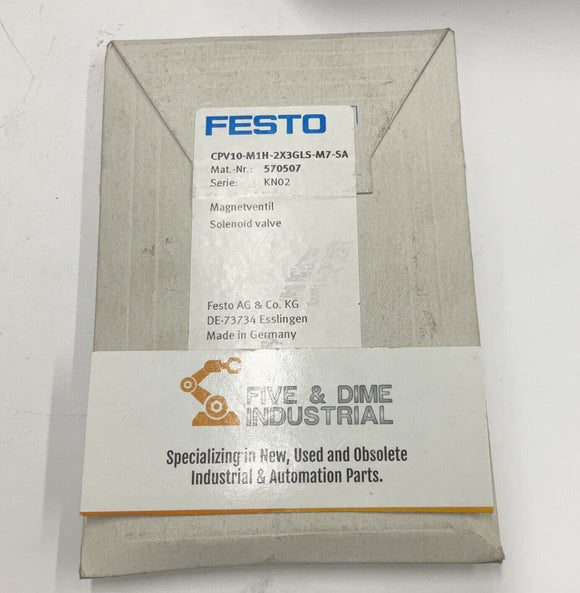 FESTO
CPV10-M1H-2X3GLS-M7-SA
Mat.-Nr.: 570507
Serie: KN02
Magnetventil
Solenoid valve
Festo AG & Co. KG
DE-73734 Esslingen
Made in Germany
FIVE & DIME
INDUSTRIAL
Specializing in New, Used and Obsolete
Industrial & Automation Parts.